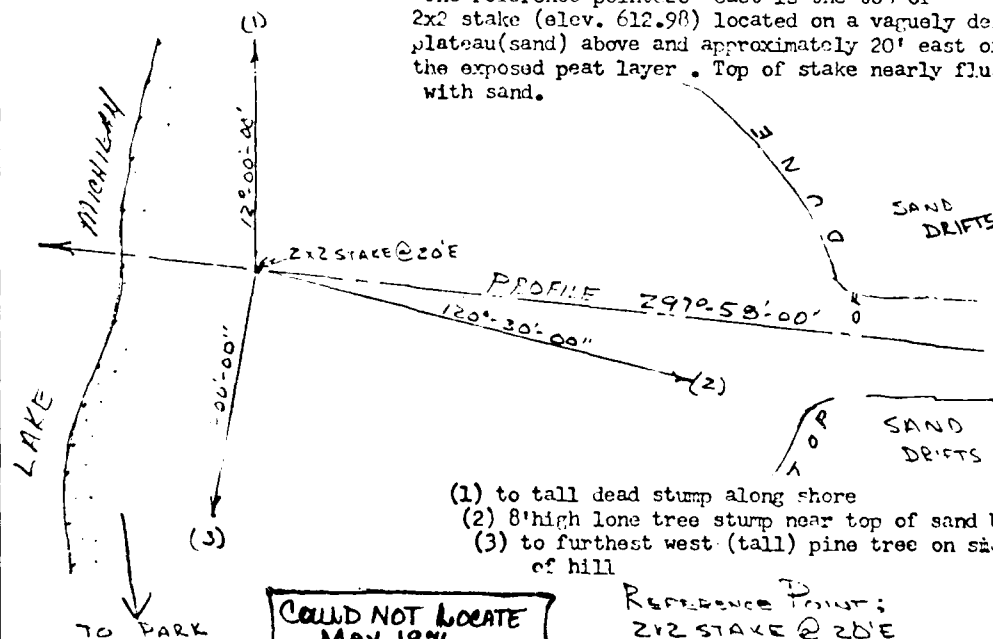 2x2 stake (elev. 612.98) located on a vaguely de
plateau(sand) above and approximately 20' east o
the exposed peat layer . Top of stake nearly flu
with sand.
(1)
LAKE MICHIGAN
12°-00'-00"
2x2 STAKE @ 20'E
PROFILE 297°-58'-00"
120°-30'-00"
-00'-00"
(2)
(3)
SAND
DRIFTS
SAND
DRIFTS
(1) to tall dead stump along shore
(2) 8'high lone tree stump near top of sand
(3) to furthest west (tall) pine tree on
of hill
TO PARK
COULD NOT LOCATE
REFERENCE POINT:
2x2 STAKE @ 20'E